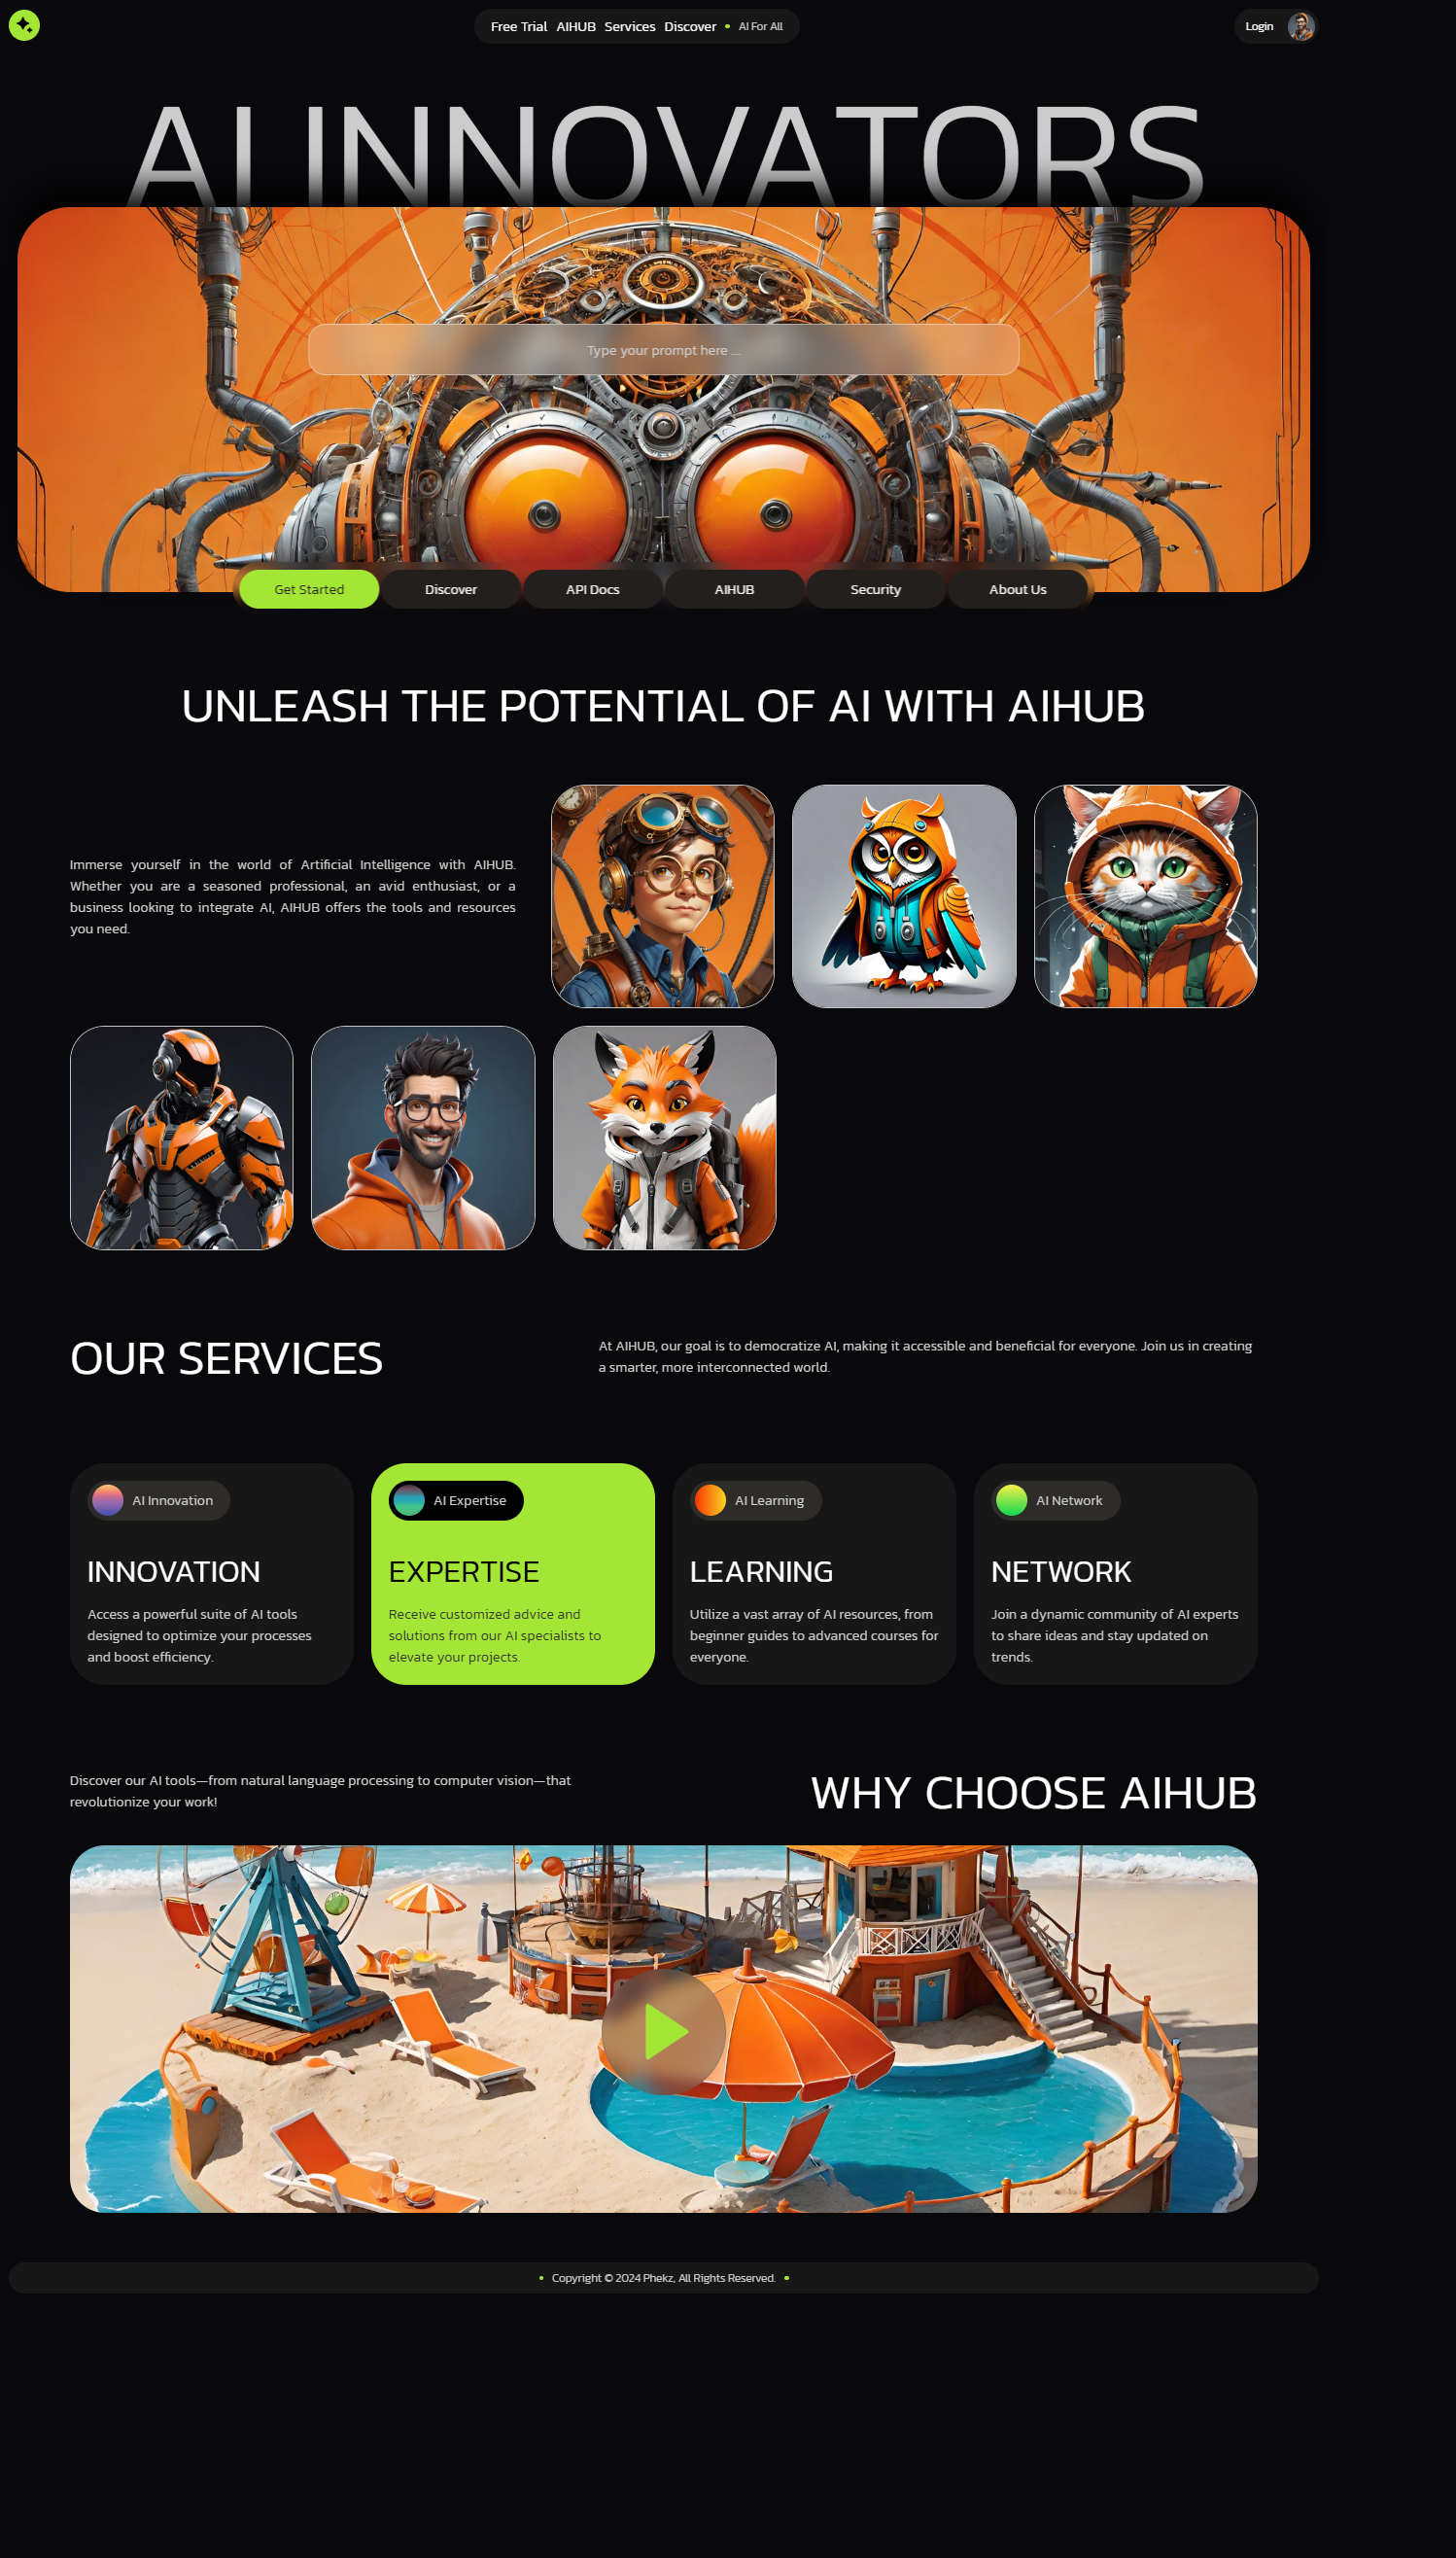 Free Trial AIHUB Services Discover • AI For All
Login
AI INNOVATORS
Type your prompt here ....
Get Started Discover API Docs AIHUB Security About Us
UNLEASH THE POTENTIAL OF AI WITH AIHUB
Immerse yourself in the world of Artificial Intelligence with AIHUB.
Whether you are a seasoned professional, an avid enthusiast, or a
business looking to integrate AI, AIHUB offers the tools and resources
you need.
OUR SERVICES
At AIHUB, our goal is to democratize AI, making it accessible and beneficial for everyone. Join us in creating
a smarter, more interconnected world.
AI Innovation
INNOVATION
Access a powerful suite of AI tools
designed to optimize your processes
and boost efficiency.
AI Expertise
EXPERTISE
Receive customized advice and
solutions from our AI specialists to
elevate your projects.
AI Learning
LEARNING
Utilize a vast array of AI resources, from
beginner guides to advanced courses for
everyone.
AI Network
NETWORK
Join a dynamic community of AI experts
to share ideas and stay updated on
trends.
Discover our AI tools—from natural language processing to computer vision—that
revolutionize your work!
WHY CHOOSE AIHUB
• Copyright © 2024 Phekz, All Rights Reserved. •